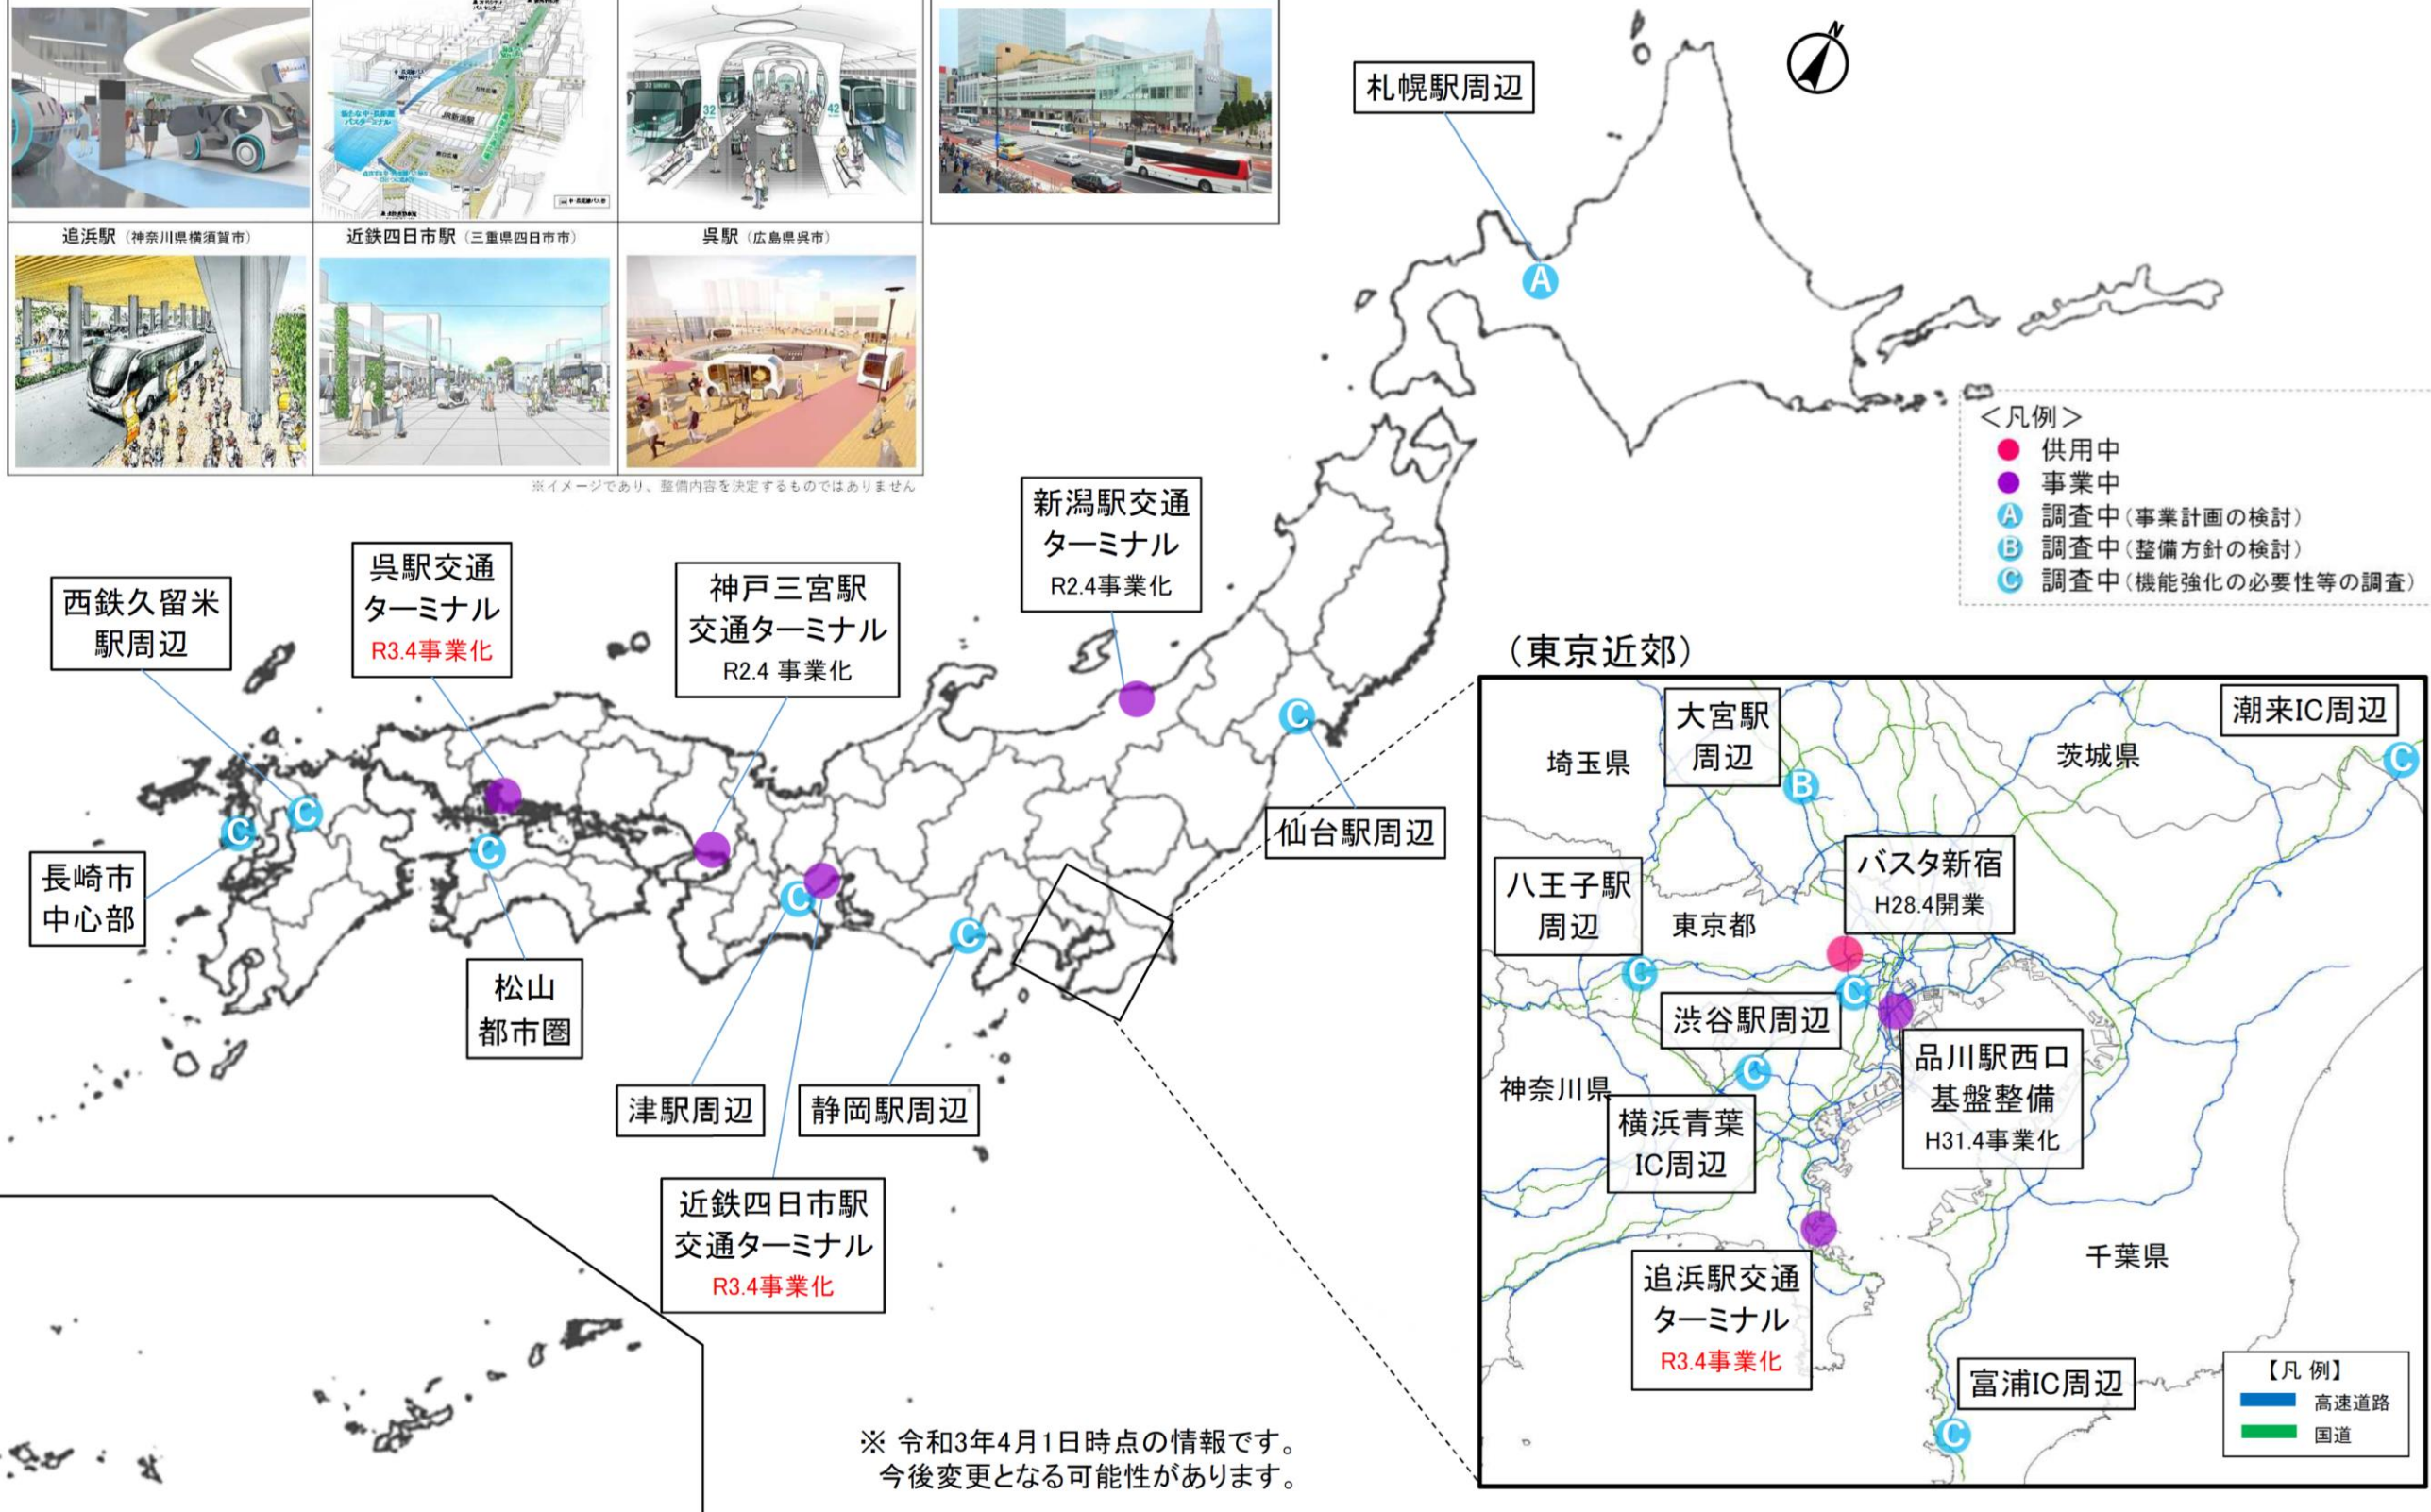 32
42
JR新潟駅
追浜駅（神奈川県横須賀市）
近鉄四日市駅（三重県四日市市）
呉駅（広島県呉市）
※イメージであり、整備内容を決定するものではありません
N
札幌駅周辺
A
＜凡例＞
供用中
事業中
A 調査中（事業計画の検討）
B 調査中（整備方針の検討）
C 調査中（機能強化の必要性等の調査）
新潟駅交通
ターミナル
R2.4事業化
西鉄久留米
駅周辺
呉駅交通
ターミナル
R3.4事業化
神戸三宮駅
交通ターミナル
R2.4 事業化
C
C
C
C
C
C
仙台駅周辺
長崎市
中心部
松山
都市圏
津駅周辺
静岡駅周辺
近鉄四日市駅
交通ターミナル
R3.4事業化
※ 令和3年4月1日時点の情報です。
今後変更となる可能性があります。
（東京近郊）
大宮駅
周辺
潮来IC周辺
埼玉県
茨城県
C
B
八王子駅
周辺
東京都
バスタ新宿
H28.4開業
C
C
渋谷駅周辺
品川駅西口
基盤整備
H31.4事業化
神奈川県
C
横浜青葉
IC周辺
千葉県
追浜駅交通
ターミナル
R3.4事業化
富浦IC周辺
C
【凡 例】
高速道路
国道